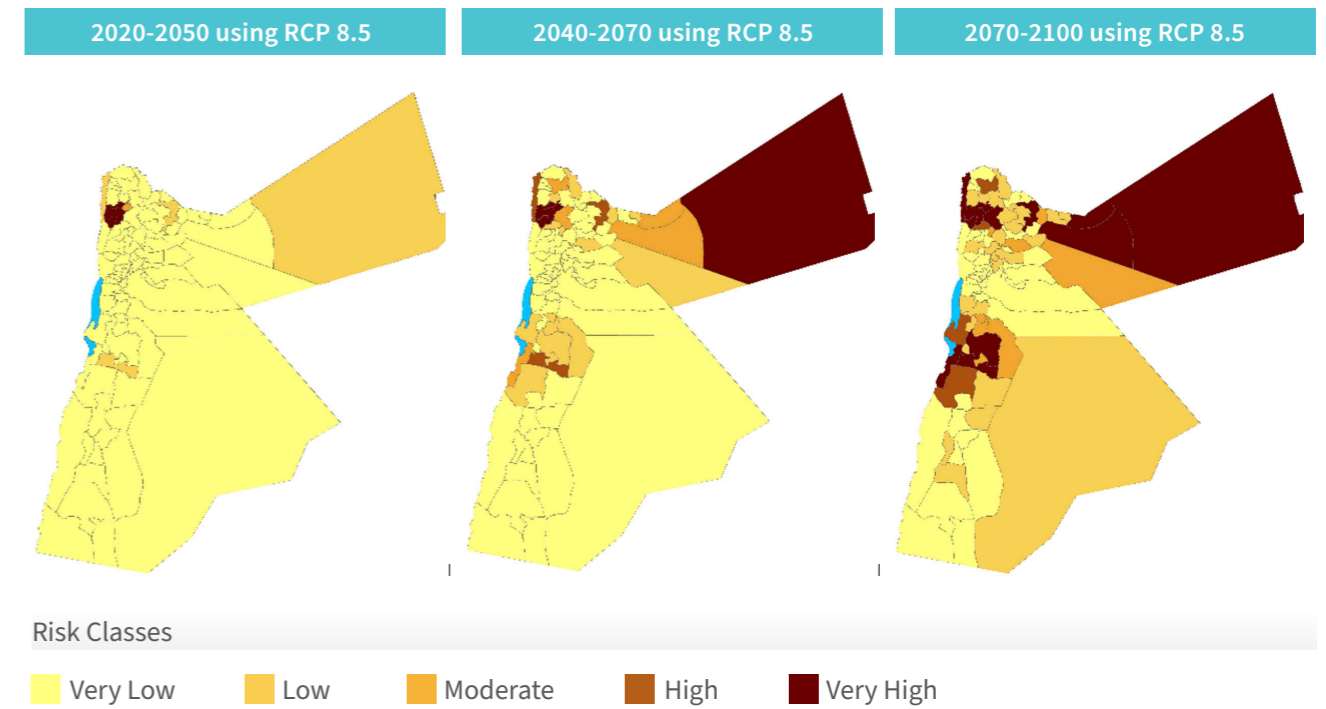 2020-2050 using RCP 8.5
2040-2070 using RCP 8.5
2070-2100 using RCP 8.5
Risk Classes
Very Low
Low
Moderate
High
Very High